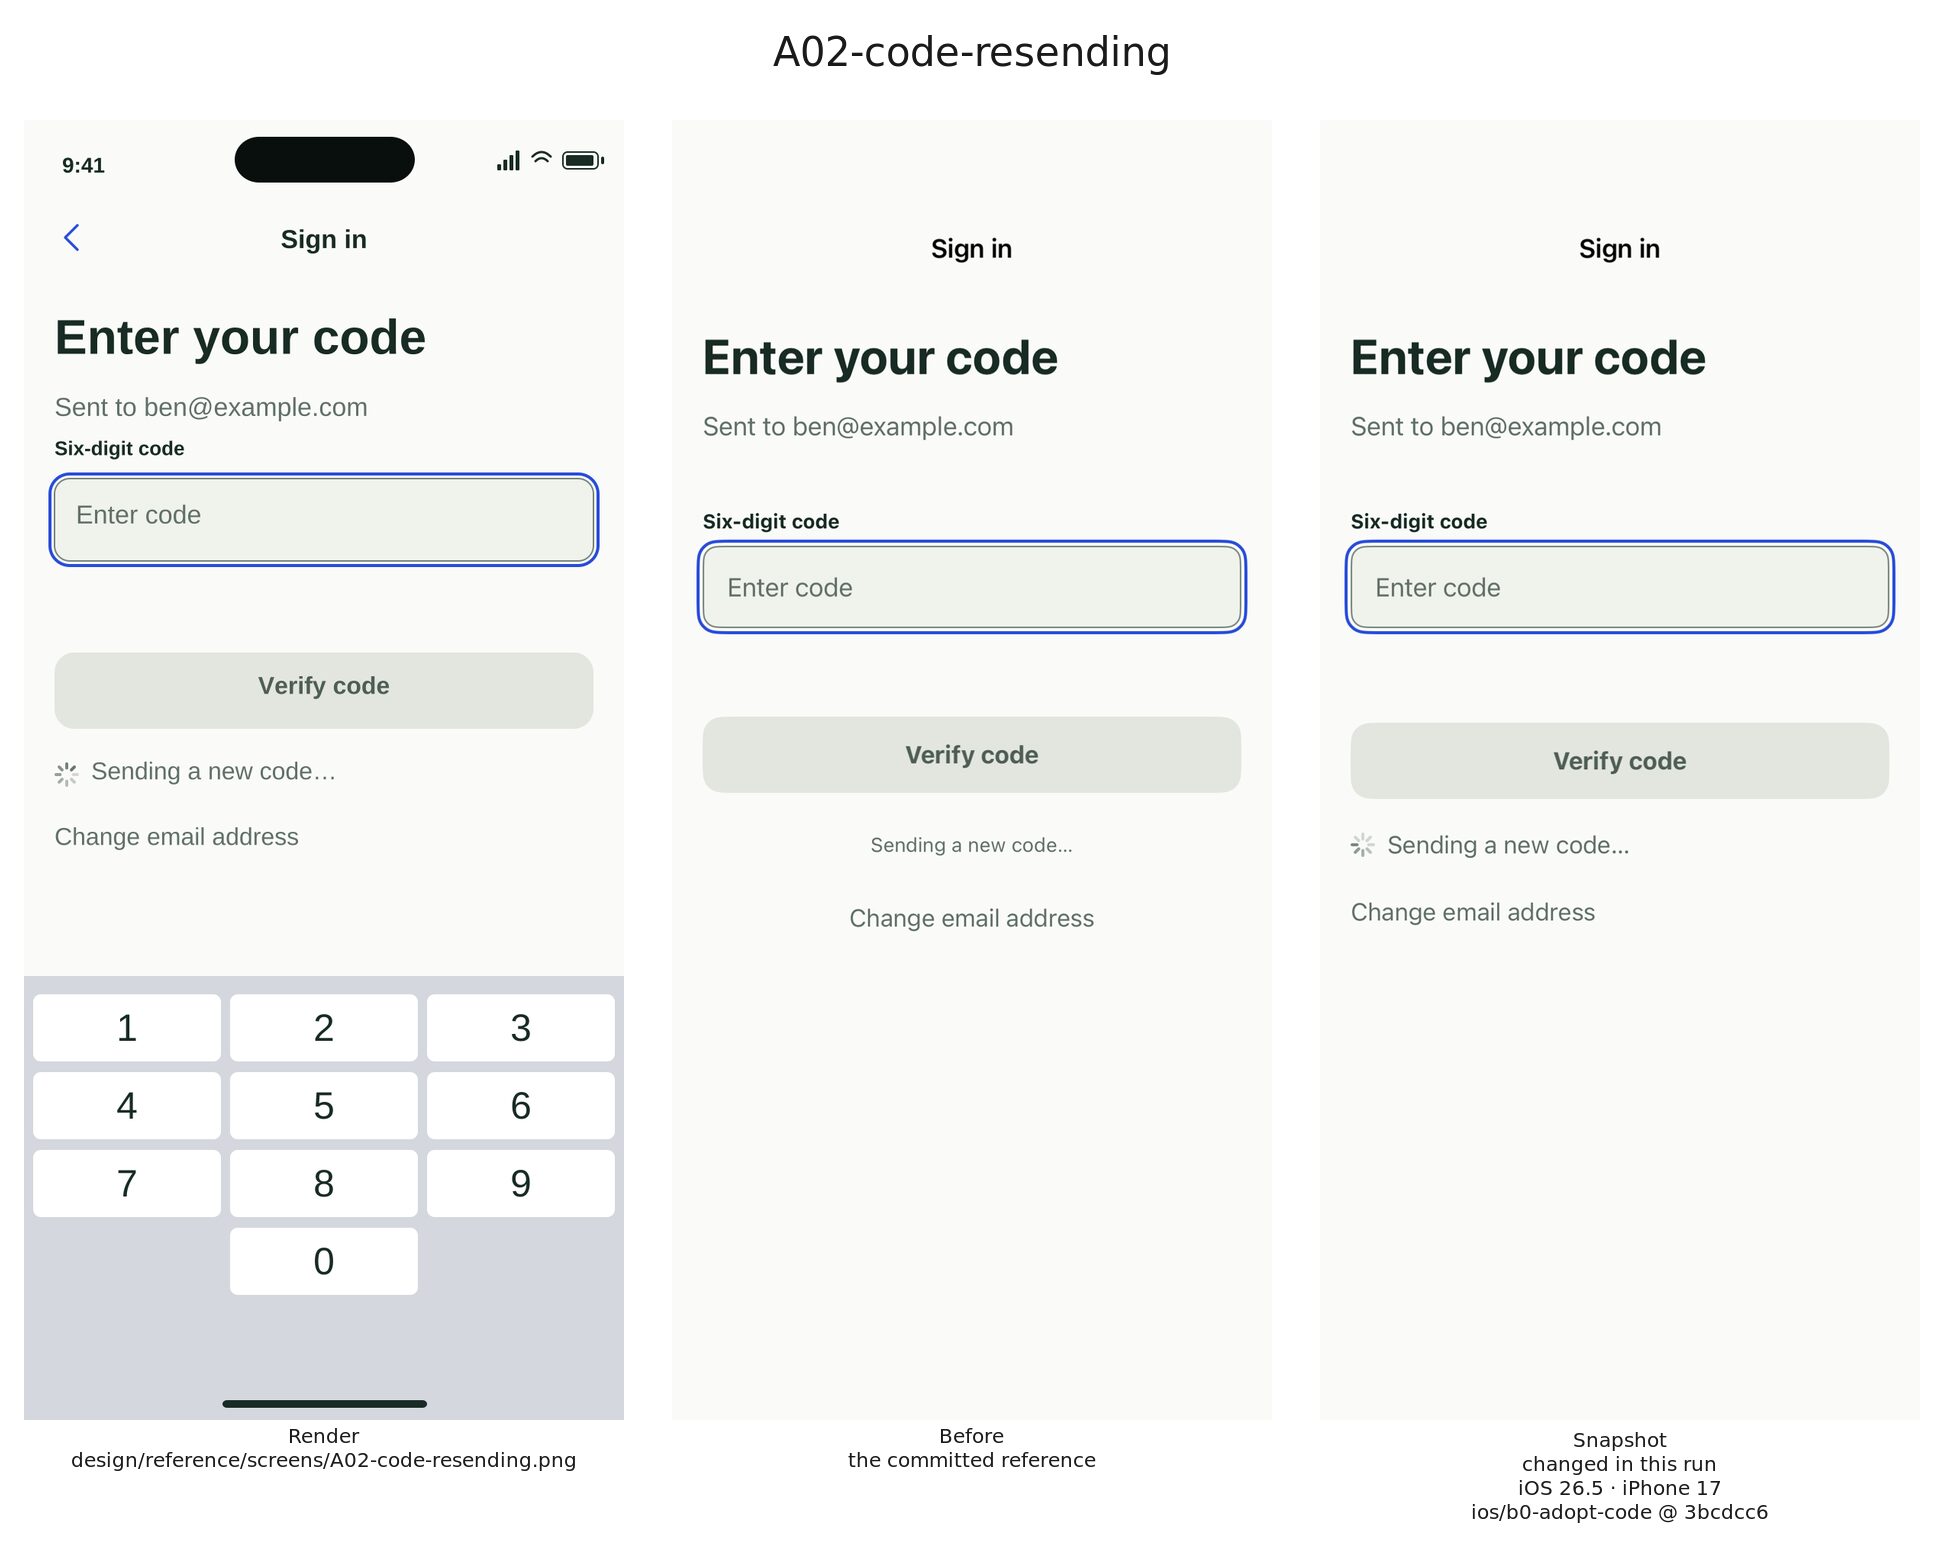 A02-code-resending
9:41
Sign in
Enter your code
Sent to ben@example.com
Six-digit code
Enter code
Verify code
Sending a new code…
Change email address
1 2 3
4 5 6
7 8 9
0
Render
design/reference/screens/A02-code-resending.png
Sign in
Enter your code
Sent to ben@example.com
Six-digit code
Enter code
Verify code
Sending a new code…
Change email address
Before
the committed reference
Sign in
Enter your code
Sent to ben@example.com
Six-digit code
Enter code
Verify code
Sending a new code…
Change email address
Snapshot
changed in this run
iOS 26.5 · iPhone 17
ios/b0-adopt-code @ 3bcdcc6